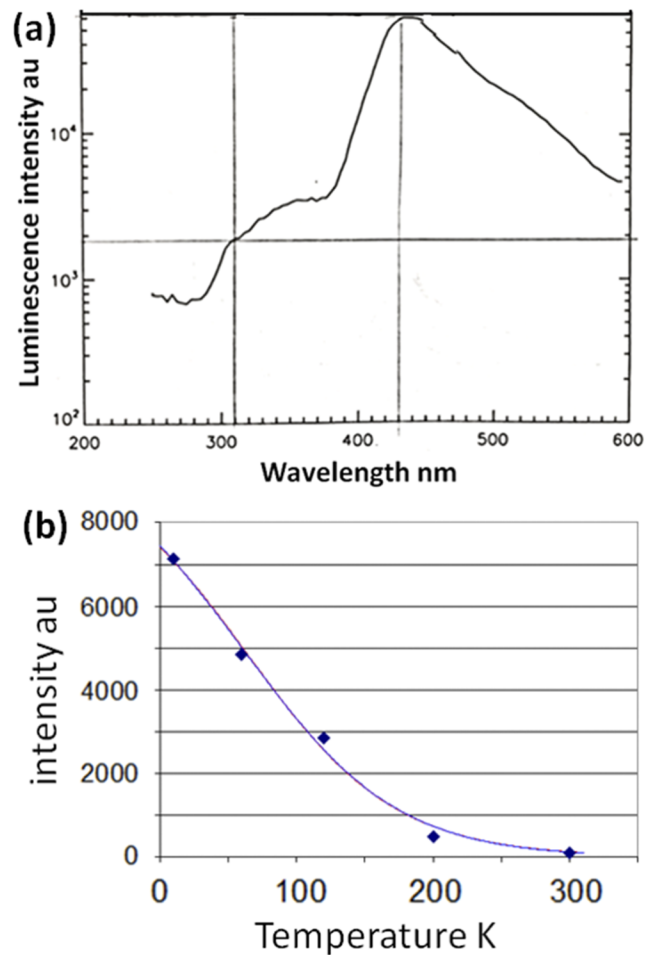 (a)
Luminescence intensity au
10⁴
10³
10²
200 300 400 500 600
Wavelength nm
(b)
intensity au
8000
6000
4000
2000
0
0 100 200 300
Temperature K